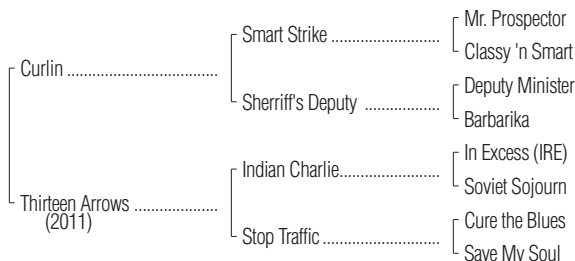 Mr. Prospector
Smart Strike ........................
Classy 'n Smart
Curlin ..................................
Deputy Minister
Sherriff's Deputy ................
Barbarika
In Excess (IRE)
Indian Charlie......................
Soviet Sojourn
Thirteen Arrows ..................
(2011)
Cure the Blues
Stop Traffic..........................
Save My Soul